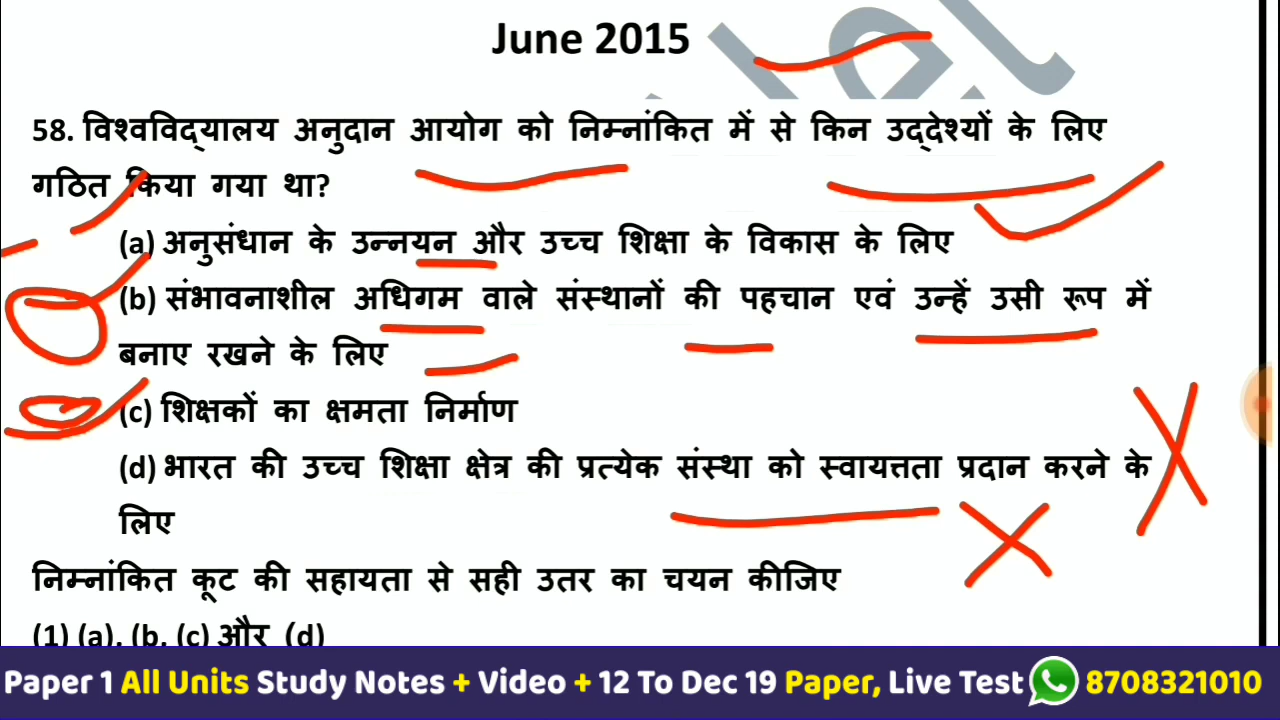 June 2015
58. विश्वविद्यालय अनुदान आयोग को निम्नांकित में से किन उद्देश्यों के लिए
गठित किया गया था?
(a) अनुसंधान के उन्नयन और उच्च शिक्षा के विकास के लिए
(b) संभावनाशील अधिगम वाले संस्थानों की पहचान एवं उन्हें उसी रूप में
बनाए रखने के लिए
(c) शिक्षकों का क्षमता निर्माण
(d) भारत की उच्च शिक्षा क्षेत्र की प्रत्येक संस्था को स्वायत्तता प्रदान करने के
लिए
निम्नांकित कूट की सहायता से सही उतर का चयन कीजिए
(1) (a), (b, (c) और (d)
Paper 1 All Units Study Notes + Video + 12 To Dec 19 Paper, Live Test 8708321010